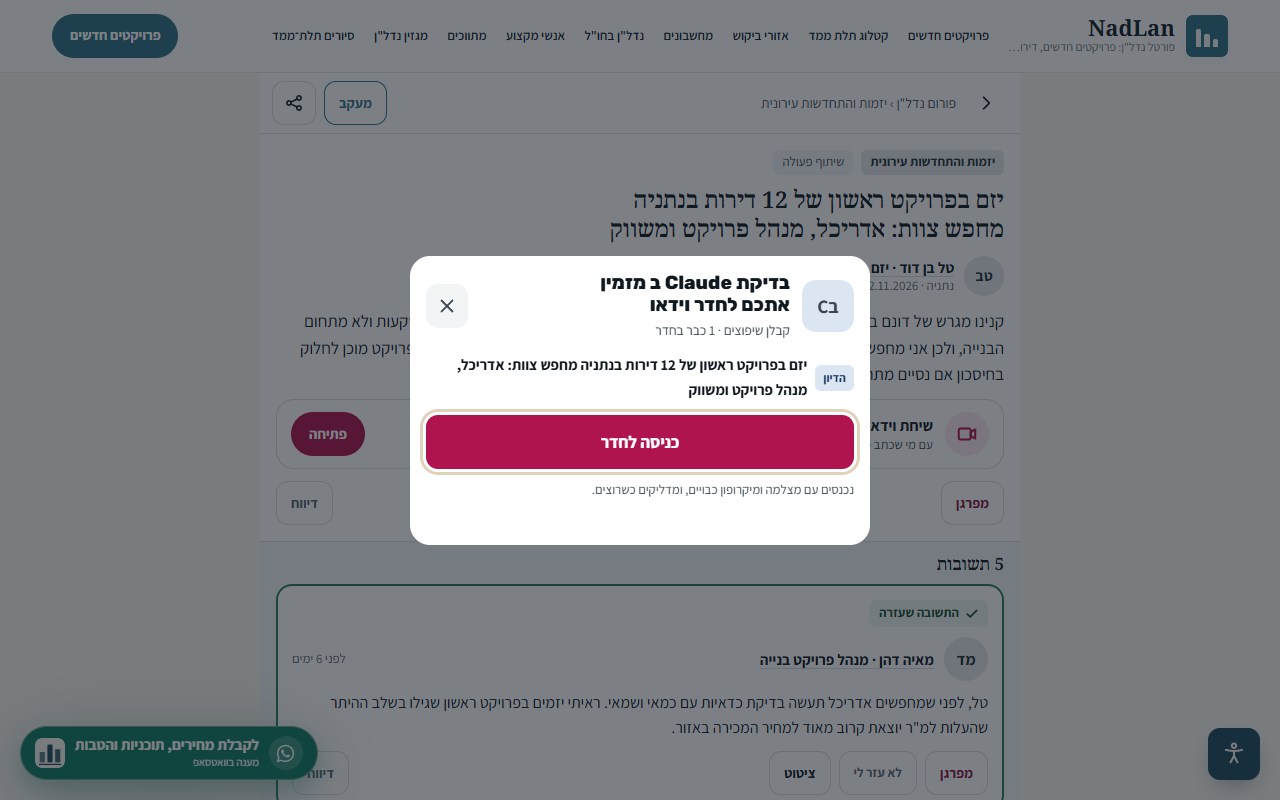 NadLan
פורטל נדל"ן: פרויקטים חדשים, דירו...
פרויקטים חדשים
קטלוג תלת ממד
אזורי ביקוש
מחשבונים
נדל"ן בחו"ל
אנשי מקצוע
מתווכים
מגזין נדל"ן
סיורים תלת־ממד
פרויקטים חדשים
פורום נדל"ן › יזמות והתחדשות עירונית
מעקב
יזמות והתחדשות עירונית
שיתוף פעולה
יזם בפרויקט ראשון של 12 דירות בנתניה
מחפש צוות: אדריכל, מנהל פרויקט ומשווק
טב
טל בן דוד · יזם
נתניה · 2.11.2026
קנינו מגרש של דונם ב
קעות ולא מתחום
הבנייה, ולכן אני מחפש
פרויקט מוכן לחלוק
בחיסכון אם נסיים מתח
שיחת וידא
עם מי שכתב
פתיחה
מפרגן
דיווח
בC
בדיקת Claude ב מזמין
אתכם לחדר וידאו
קבלן שיפוצים · 1 כבר בחדר
הדיון
יזם בפרויקט ראשון של 12 דירות בנתניה מחפש צוות: אדריכל,
מנהל פרויקט ומשווק
כניסה לחדר
נכנסים עם מצלמה ומיקרופון כבויים, ומדליקים כשרוצים.
5 תשובות
התשובה שעזרה
מד
מאיה דהן · מנהל פרויקט בנייה
לפני 6 ימים
טל, לפני שמחפשים אדריכל תעשה בדיקת כדאיות עם כמאי ושמאי. ראיתי יזמים בפרויקט ראשון שגילו בשלב ההיתר
שהעלות למ"ר יוצאת קרוב מאוד למחיר המכירה באזור.
מפרגן
לא עזר לי
ציטוט
דיווח
לקבלת מחירים, תוכניות והטבות
מענה בוואטסאפ